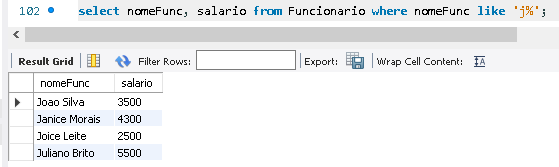 102 select nomeFunc, salario from Funcionario where nomeFunc like 'j%';
Result Grid Filter Rows: Export: Wrap Cell Content: IA
nomeFunc salario
Joao Silva 3500
Janice Morais 4300
Joice Leite 2500
Juliano Brito 5500